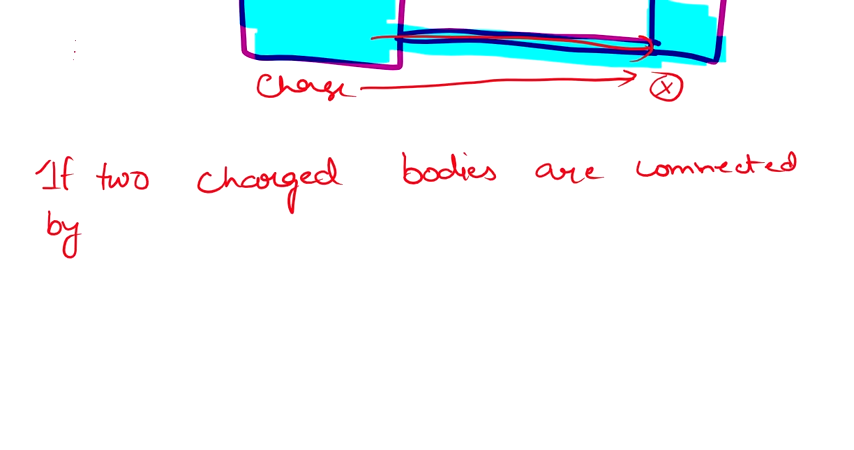 Charge → ⓧ
If two charged bodies are connected
by